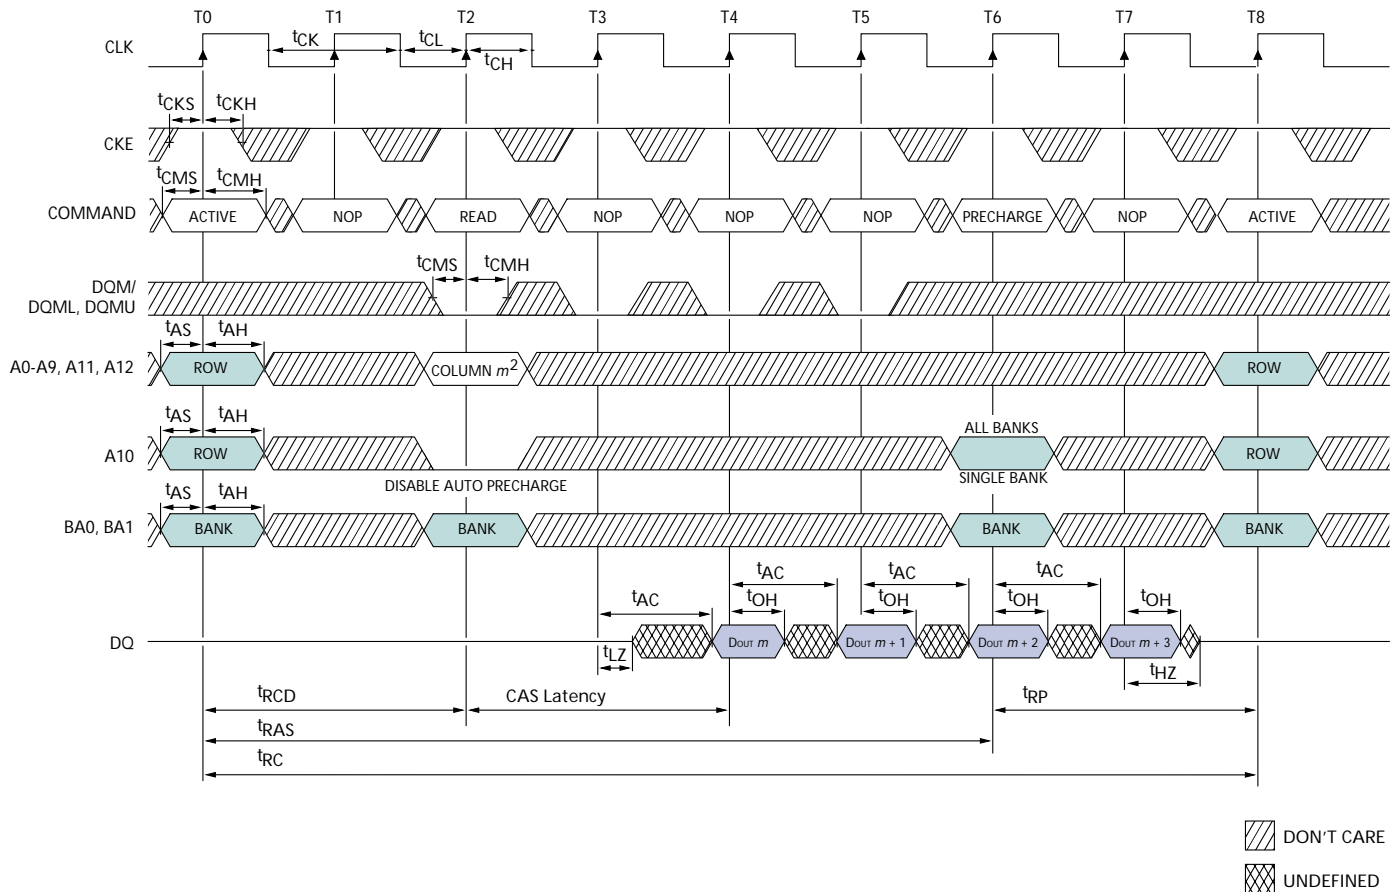 T0 T1 T2 T3 T4 T5 T6 T7 T8
CLK
tCK tCL
tCH
tCKS tCKH
CKE
tCMS tCMH
COMMAND ACTIVE NOP READ NOP NOP NOP PRECHARGE NOP ACTIVE
tCMS tCMH
DQM/
DQML, DQMU
tAS tAH
A0-A9, A11, A12 ROW COLUMN m2 ROW
tAS tAH
ALL BANKS
A10 ROW ROW
DISABLE AUTO PRECHARGE SINGLE BANK
tAS tAH
BA0, BA1 BANK BANK BANK BANK
tAC tAC tAC
tAC tOH tOH tOH tOH
DQ DOUT m DOUT m + 1 DOUT m + 2 DOUT m + 3
tLZ tHZ
tRCD CAS Latency tRP
tRAS
tRC
DON'T CARE
UNDEFINED